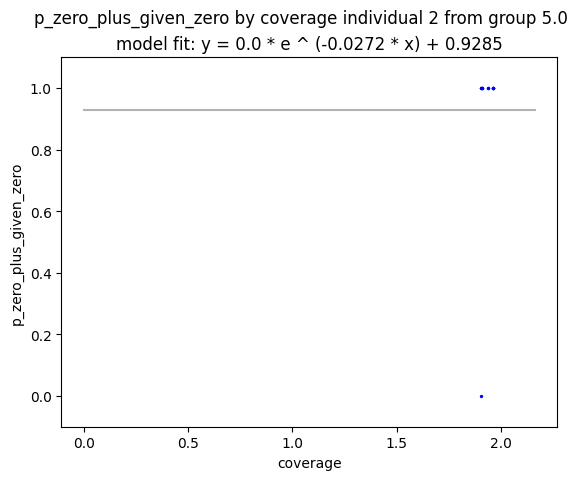 p_zero_plus_given_zero by coverage individual 2 from group 5.0
model fit: y = 0.0 * e ^ (-0.0272 * x) + 0.9285
1.0
0.8
0.6
0.4
0.2
0.0
p_zero_plus_given_zero
0.0 0.5 1.0 1.5 2.0
coverage